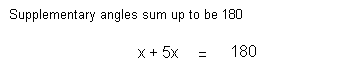 Supplementary angles sum up to be 180
x + 5x = 180